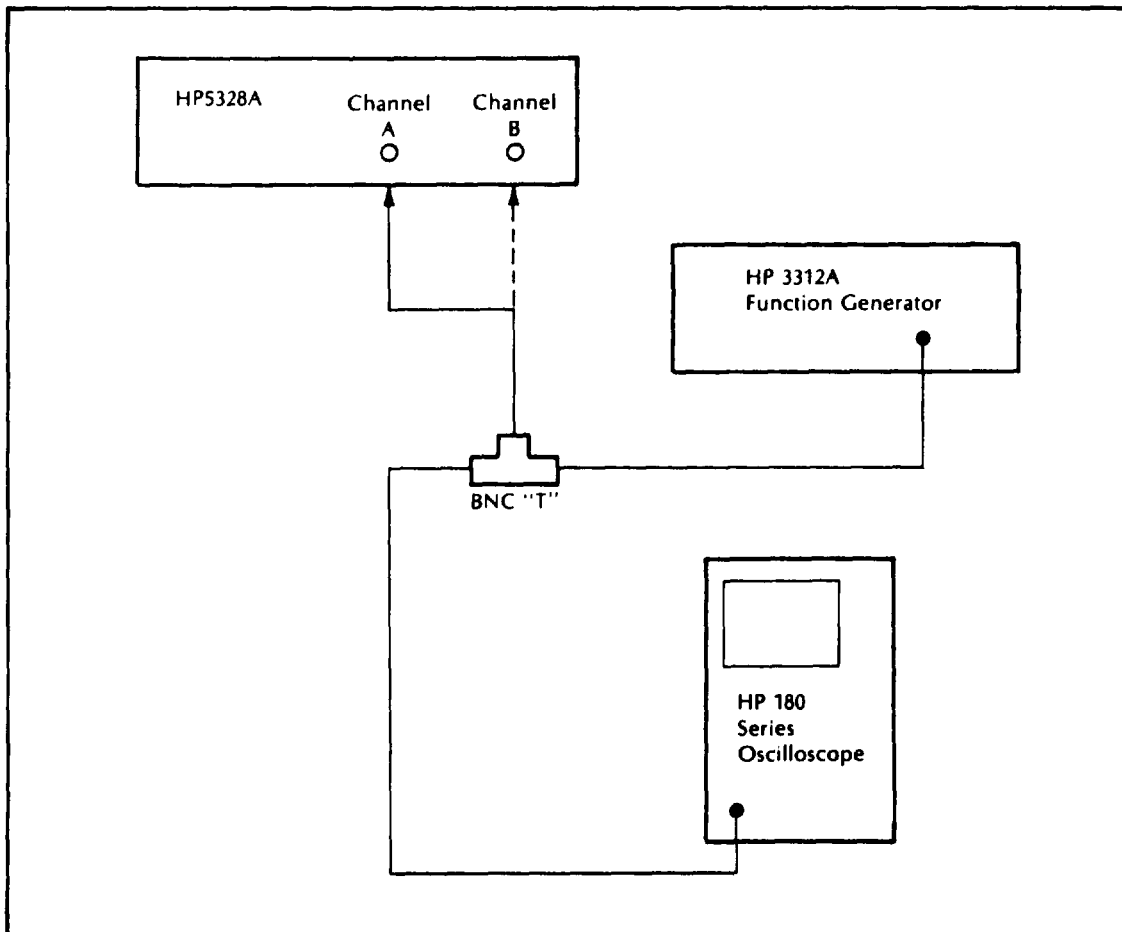 HP5328A
Channel
A
Channel
B
HP 3312A
Function Generator
BNC "T"
HP 180
Series
Oscilloscope